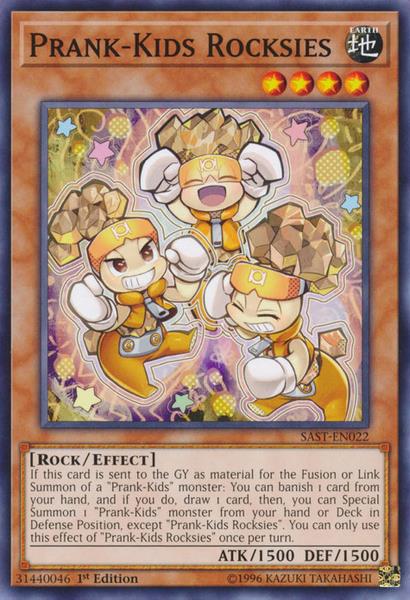 PRANK-KIDS ROCKSIES
EARTH
地
SAST-EN022
[ROCK/EFFECT]
If this card is sent to the GY as material for the Fusion or Link
Summon of a "Prank-Kids" monster: You can banish 1 card from
your hand, and if you do, draw 1 card, then, you can Special
Summon 1 "Prank-Kids" monster from your hand or Deck in
Defense Position, except "Prank-Kids Rocksies". You can only use
this effect of "Prank-Kids Rocksies" once per turn.
ATK/1500 DEF/1500
31440046 1st Edition ©1996 KAZUKI TAKAHASHI